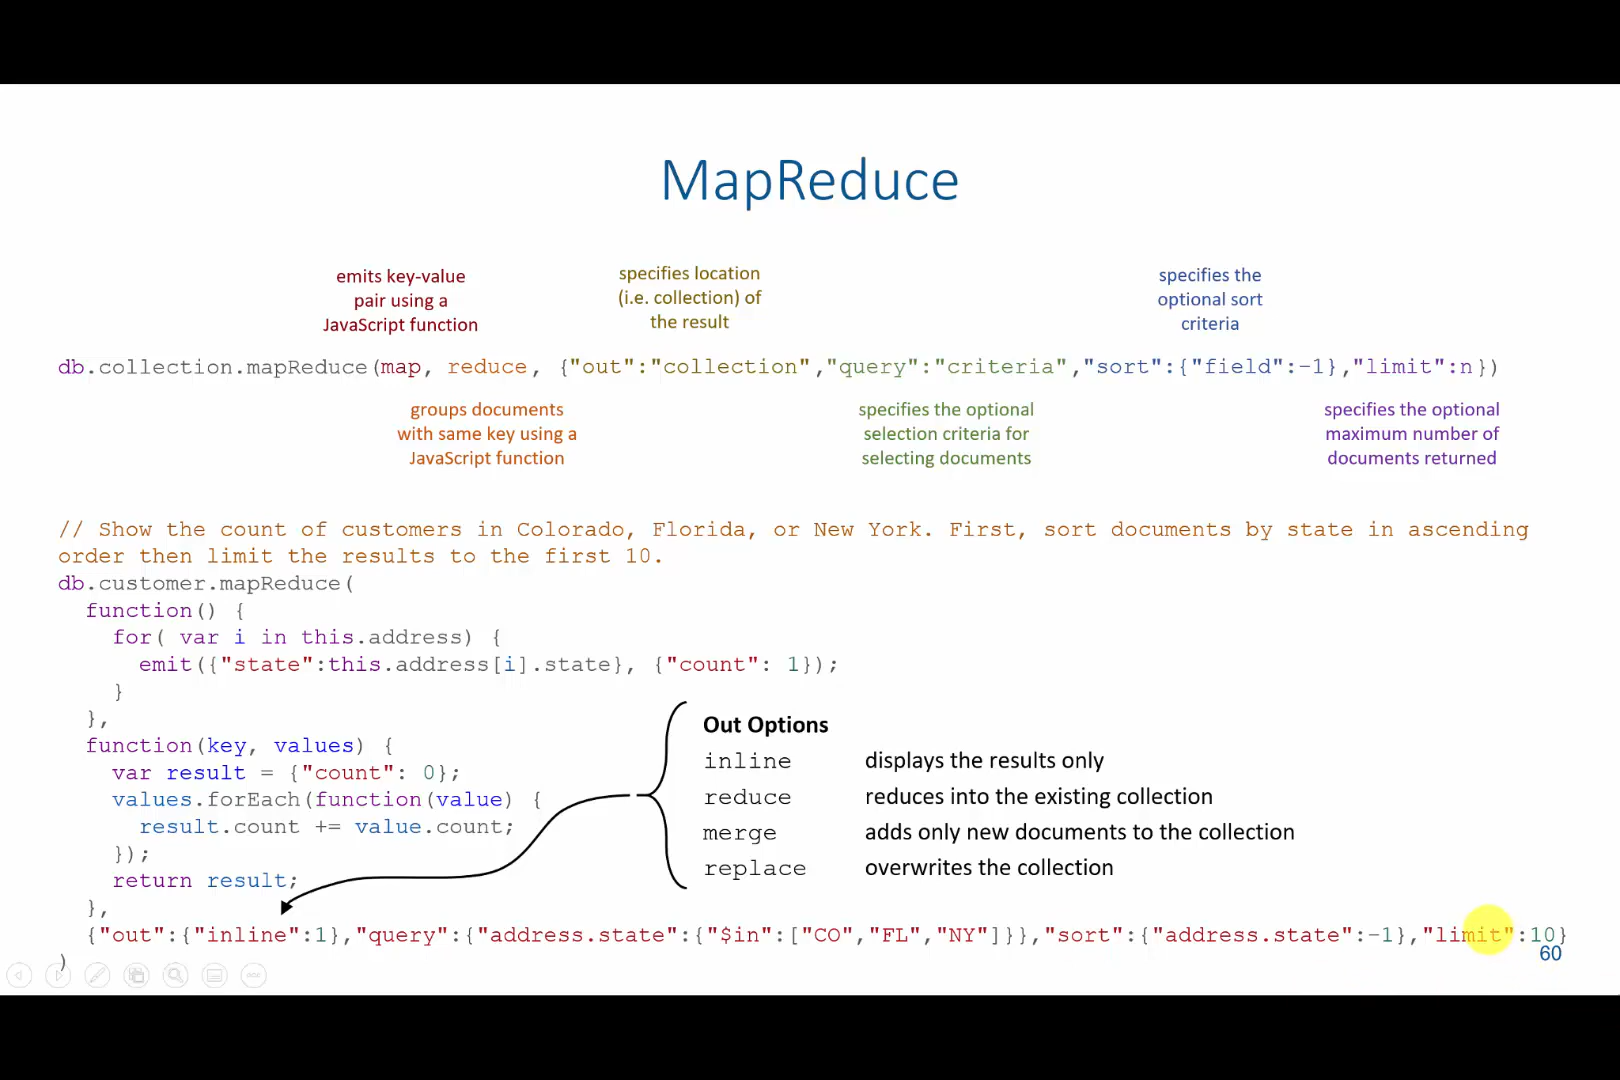 MapReduce
emits key-value
pair using a
JavaScript function
specifies location
(i.e. collection) of
the result
specifies the
optional sort
criteria
db.collection.mapReduce(map, reduce, {"out":"collection","query":"criteria","sort":{"field":-1},"limit":n})
groups documents
with same key using a
JavaScript function
specifies the optional
selection criteria for
selecting documents
specifies the optional
maximum number of
documents returned
// Show the count of customers in Colorado, Florida, or New York. First, sort documents by state in ascending
order then limit the results to the first 10.
db.customer.mapReduce(
function() {
for( var i in this.address) {
emit({"state":this.address[i].state}, {"count": 1});
}
},
function(key, values) {
var result = {"count": 0};
values.forEach(function(value) {
result.count += value.count;
});
return result;
},
{"out":{"inline":1},"query":{"address.state":{"$in":["CO","FL","NY"]}},"sort":{"address.state":-1},"limit":10}
)
Out Options
inline displays the results only
reduce reduces into the existing collection
merge adds only new documents to the collection
replace overwrites the collection
60